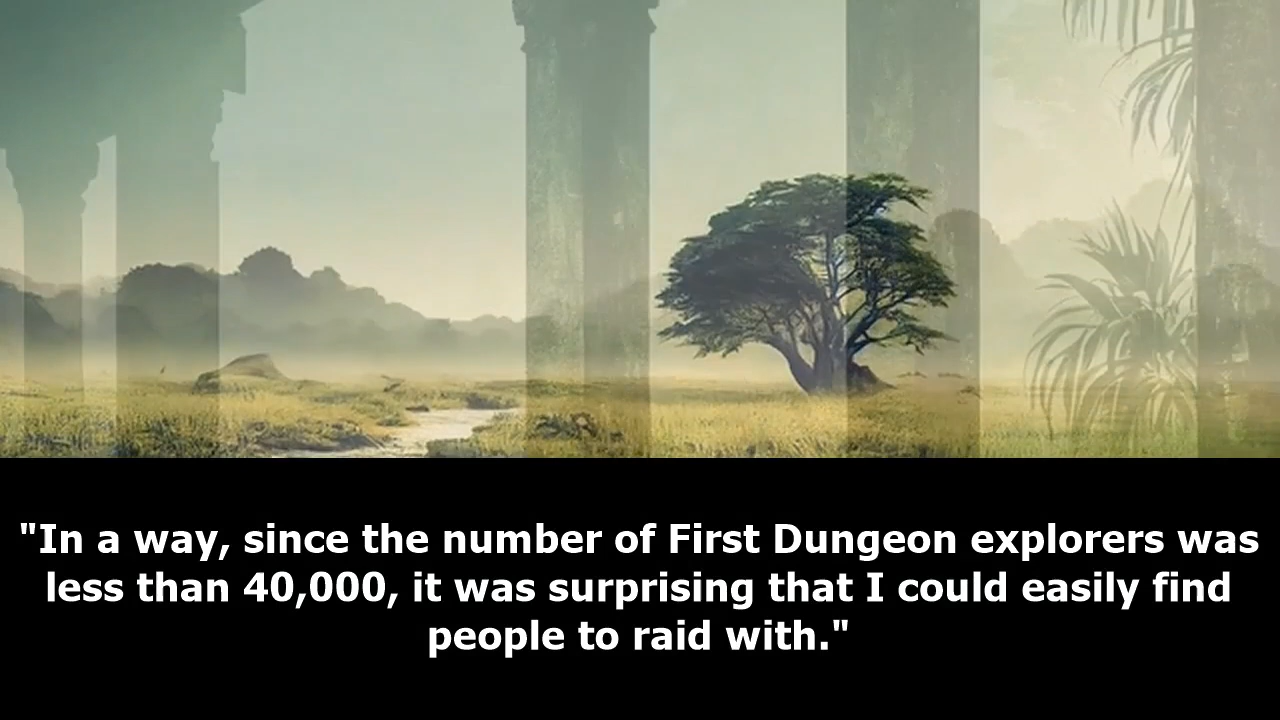 "In a way, since the number of First Dungeon explorers was
less than 40,000, it was surprising that I could easily find
people to raid with."